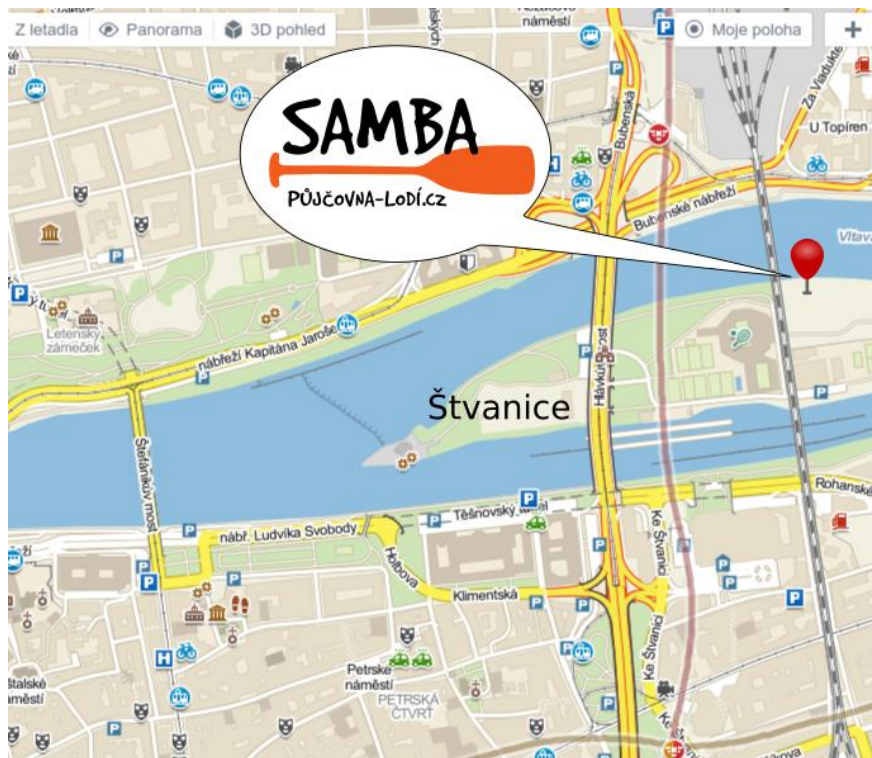 náměstí
Z letadla
Panorama
3D pohled
P
Moje poloha
+
Za Viadukte
U Topíren
Bubenská
SAMBA
PŮJČOVNA-LODÍ.CZ
H
Bubenské nábřeží
Vltava
P
Letenský
zámeček
nábřeží Kapitána Jaroše
P
Štvanice
Hlávkův most
P
Štefánikův most
Rohanské
P
Těšnovský tunel
nábř. Ludvíka Svobody
Ke Štvanici
Holbova
P
Klimentská
P
P
Ke Štvanici
H
Petrské
náměstí
PETRSKÁ
ČTVRŤ
P
P